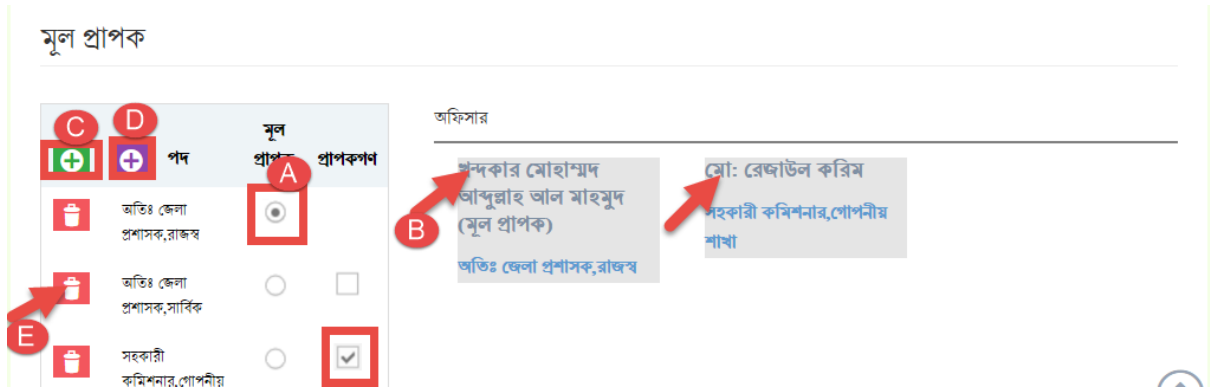 মূল প্রাপক
C
D
পদ
মূল
প্রাপক
প্রাপকগণ
A
অতিঃ জেলা
প্রশাসক,রাজস্ব
অতিঃ জেলা
প্রশাসক,সার্বিক
E
সহকারী
কমিশনার,গোপনীয়
অফিসার
খন্দকার মোহাম্মদ
আব্দুল্লাহ আল মাহমুদ
(মূল প্রাপক)
B
অতিঃ জেলা প্রশাসক,রাজস্ব
মো: রেজাউল করিম
সহকারী কমিশনার,গোপনীয়
শাখা